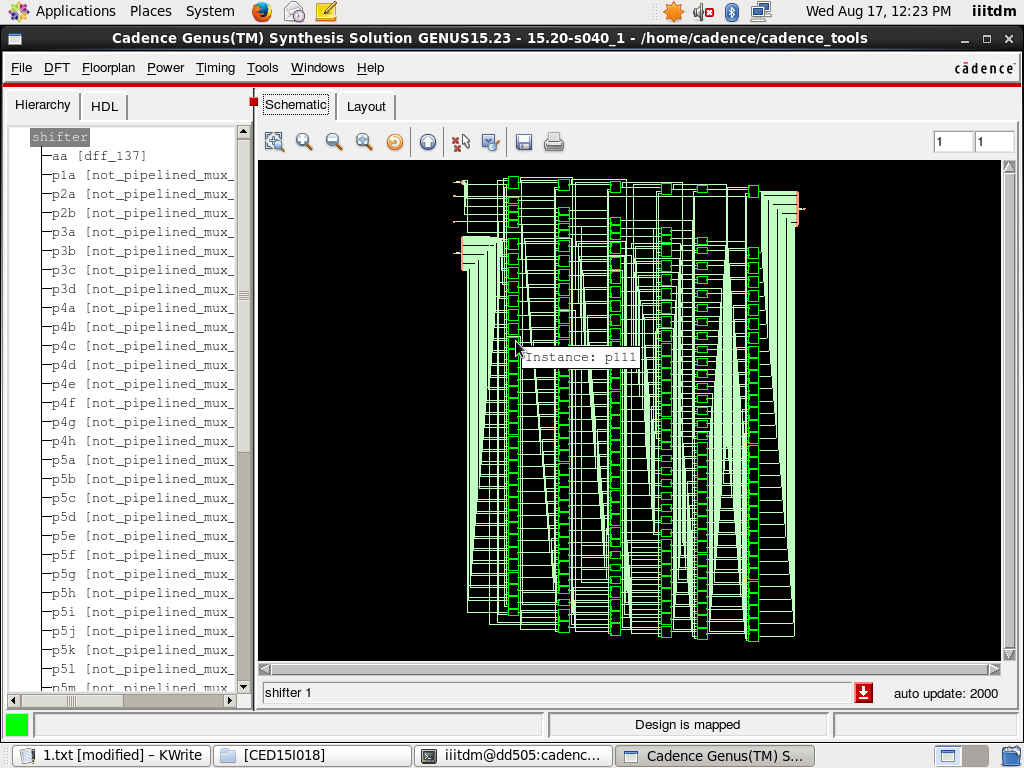 Applications Places System Wed Aug 17, 12:23 PM iiitdm
Cadence Genus(TM) Synthesis Solution GENUS15.23 - 15.20-s040_1 - /home/cadence/cadence_tools
File DFT Floorplan Power Timing Tools Windows Help cādence
Hierarchy HDL Schematic Layout
1 1
shifter
aa [dff_137]
p1a [not_pipelined_mux_
p2a [not_pipelined_mux_
p2b [not_pipelined_mux_
p3a [not_pipelined_mux_
p3b [not_pipelined_mux_
p3c [not_pipelined_mux_
p3d [not_pipelined_mux_
p4a [not_pipelined_mux_
p4b [not_pipelined_mux_
p4c [not_pipelined_mux_
p4d [not_pipelined_mux_
p4e [not_pipelined_mux_
p4f [not_pipelined_mux_
p4g [not_pipelined_mux_
p4h [not_pipelined_mux_
p5a [not_pipelined_mux_
p5b [not_pipelined_mux_
p5c [not_pipelined_mux_
p5d [not_pipelined_mux_
p5e [not_pipelined_mux_
p5f [not_pipelined_mux_
p5g [not_pipelined_mux_
p5h [not_pipelined_mux_
p5i [not_pipelined_mux_
p5j [not_pipelined_mux_
p5k [not_pipelined_mux_
p5l [not_pipelined_mux_
p5m [not_pipelined_mux_
Instance: p111
shifter 1 auto update: 2000
Design is mapped
1.txt [modified] – KWrite [CED15I018] iiitdm@dd505:cadenc... Cadence Genus(TM) S...